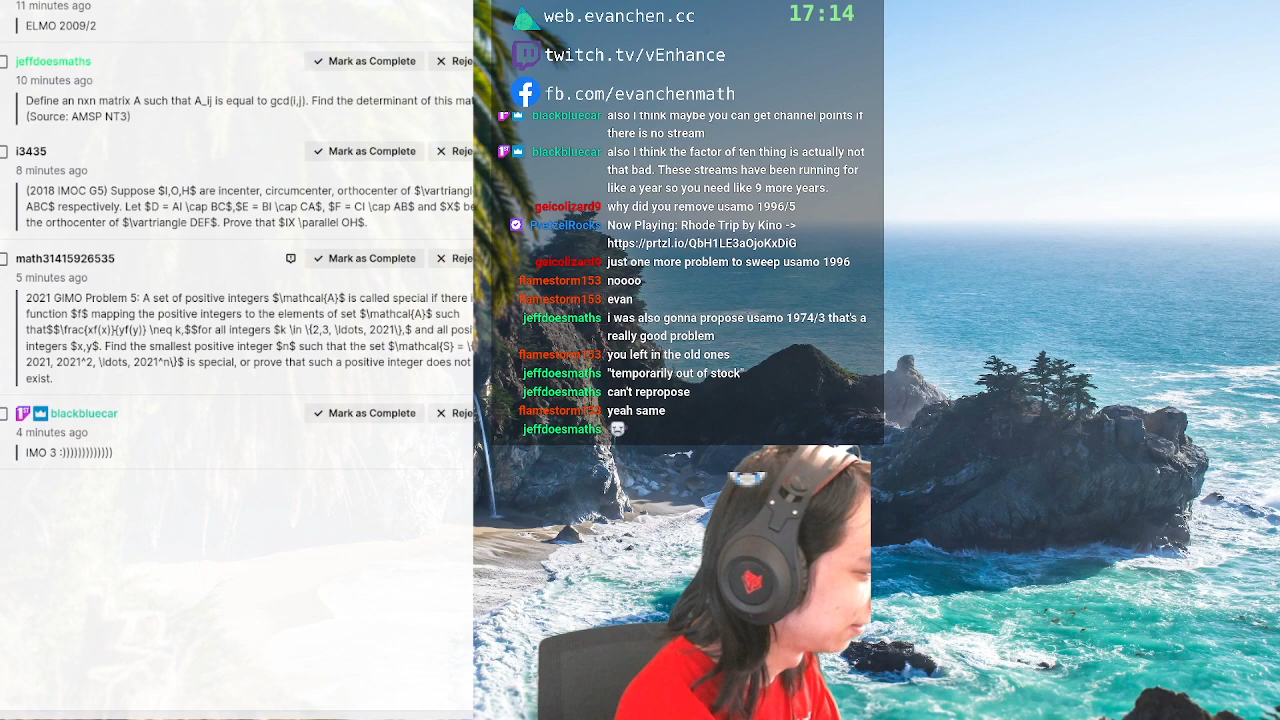 11 minutes ago
ELMO 2009/2
jeffdoesmaths
Mark as Complete
Reje
10 minutes ago
Define an nxn matrix A such that A_ij is equal to gcd(i,j). Find the determinant of this mat
(Source: AMSP NT3)
i3435
Mark as Complete
Reje
8 minutes ago
(2018 IMOC G5) Suppose $I,O,H$ are incenter, circumcenter, orthocenter of $\vartriangl
ABC$ respectively. Let $D = AI \cap BC$,$E = BI \cap CA$, $F = CI \cap AB$ and $X$ be
the orthocenter of $\vartriangle DEF$. Prove that $IX \parallel OH$.
math31415926535
Mark as Complete
Reje
5 minutes ago
2021 GIMO Problem 5: A set of positive integers $\mathcal{A}$ is called special if there i
function $f$ mapping the positive integers to the elements of set $\mathcal{A}$ such
that$$\frac{xf(x)}{yf(y)} \neq k,$$for all integers $k \in \{2,3, \ldots, 2021\},$ and all posi
integers $x,y$. Find the smallest positive integer $n$ such that the set $\mathcal{S} = \{
2021, 2021^2, \ldots, 2021^n\}$ is special, or prove that such a positive integer does not
exist.
blackbluecar
Mark as Complete
Reje
4 minutes ago
IMO 3 :)))))))))))))
web.evanchen.cc
17:14
twitch.tv/vEnhance
fb.com/evanchenmath
blackbluecar also I think maybe you can get channel points if
there is no stream
blackbluecar also I think the factor of ten thing is actually not
that bad. These streams have been running for
like a year so you need like 9 more years.
geicolizard9 why did you remove usamo 1996/5
PretzelRocks Now Playing: Rhode Trip by Kino ->
https://prtzl.io/QbH1LE3aOjoKxDiG
geicolizard9 just one more problem to sweep usamo 1996
flamestorm153 noooo
flamestorm153 evan
jeffdoesmaths i was also gonna propose usamo 1974/3 that's a
really good problem
flamestorm153 you left in the old ones
jeffdoesmaths "temporarily out of stock"
jeffdoesmaths can't repropose
flamestorm153 yeah same
jeffdoesmaths